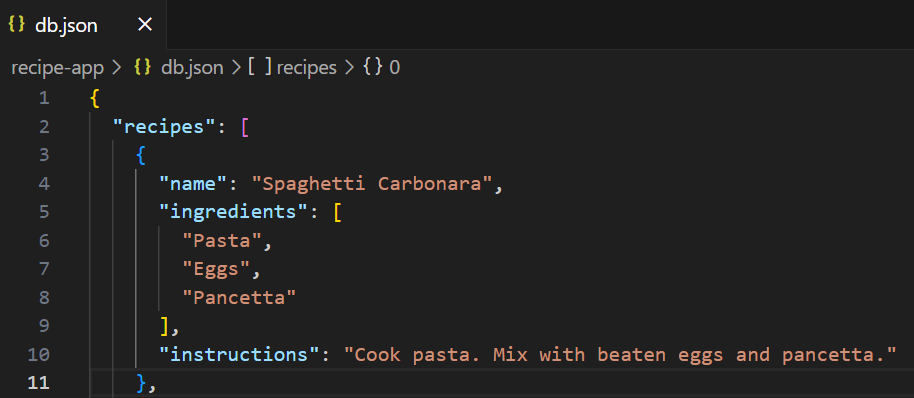 {} db.json ×
recipe-app > {} db.json > [ ] recipes > {} 0
1 {
2 "recipes": [
3 {
4 "name": "Spaghetti Carbonara",
5 "ingredients": [
6 "Pasta",
7 "Eggs",
8 "Pancetta"
9 ],
10 "instructions": "Cook pasta. Mix with beaten eggs and pancetta."
11 },